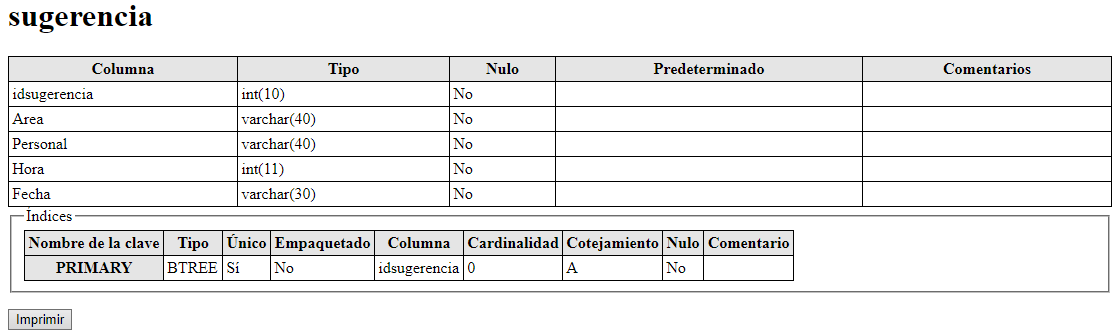 sugerencia
Columna Tipo Nulo Predeterminado Comentarios
idsugerencia int(10) No
Area varchar(40) No
Personal varchar(40) No
Hora int(11) No
Fecha varchar(30) No
Índices
Nombre de la clave Tipo Único Empaquetado Columna Cardinalidad Cotejamiento Nulo Comentario
PRIMARY BTREE Sí No idsugerencia 0 A No
Imprimir